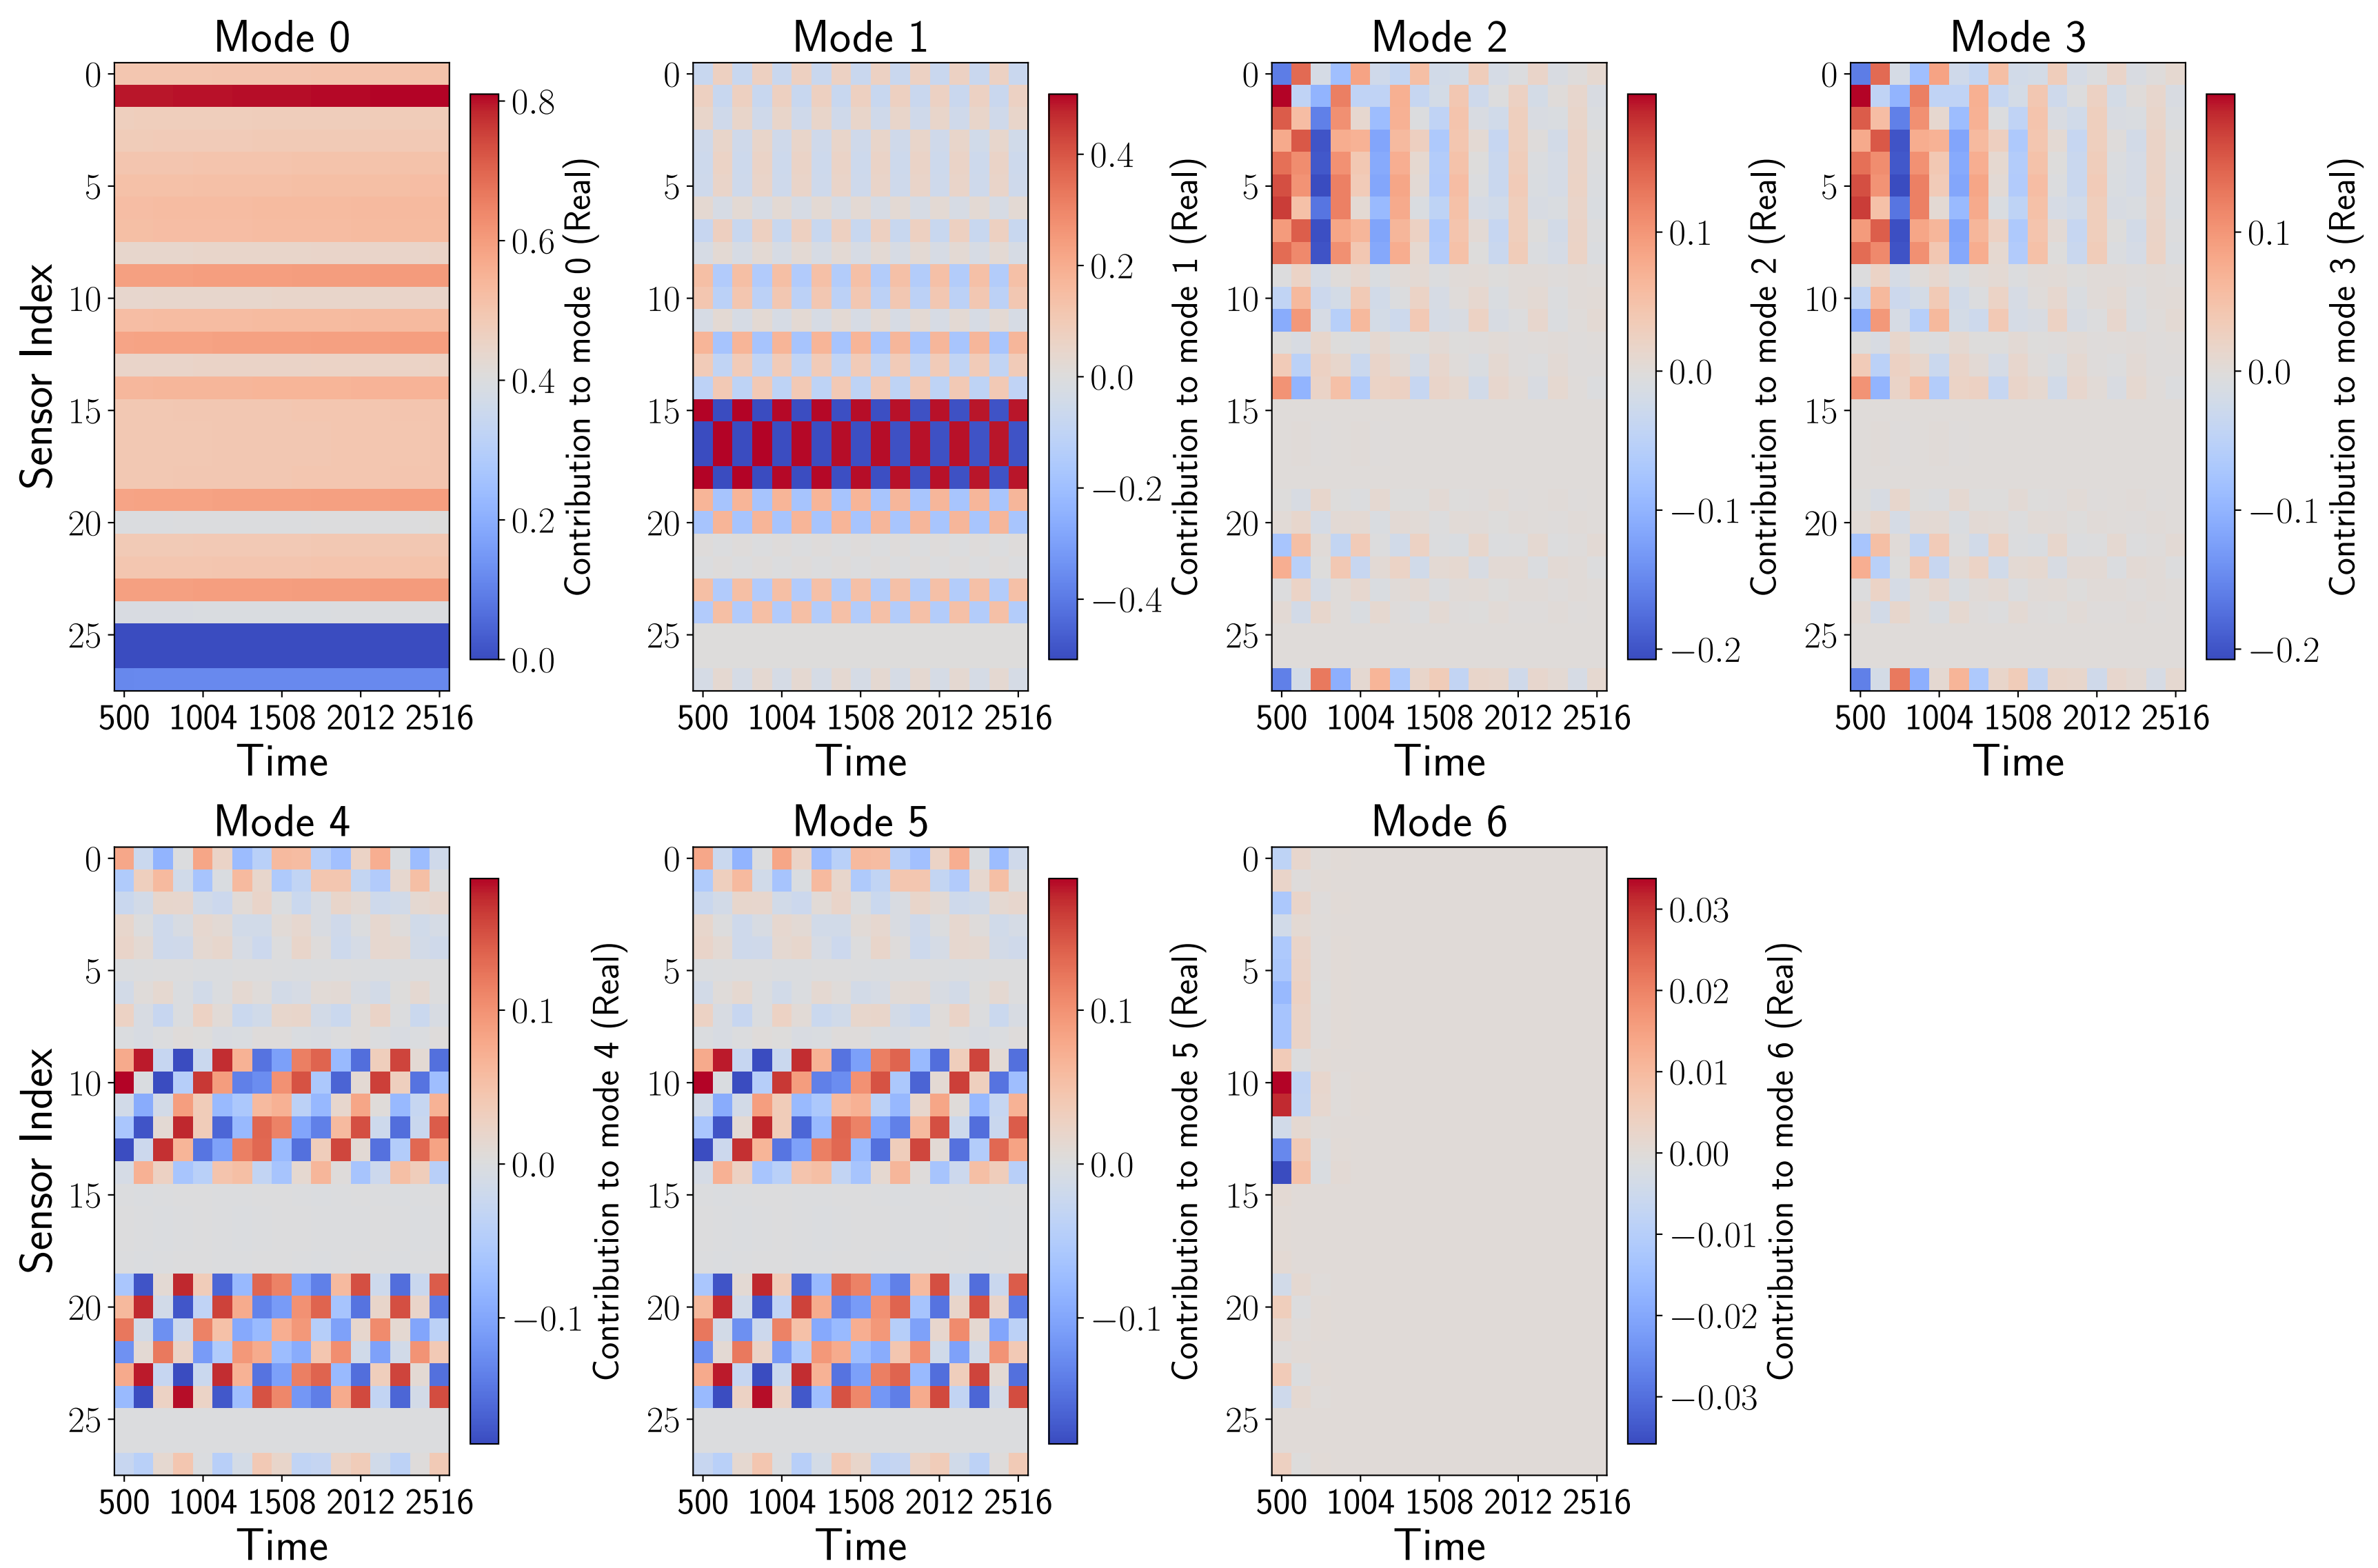 Mode 0
Mode 1
Mode 2
Mode 3
Sensor Index
0
5
10
15
20
25
500 1004 1508 2012 2516
Time
0.8
0.6
0.4
0.2
0.0
Contribution to mode 0 (Real)
0
5
10
15
20
25
500 1004 1508 2012 2516
Time
0.4
0.2
0.0
−0.2
−0.4
Contribution to mode 1 (Real)
0
5
10
15
20
25
500 1004 1508 2012 2516
Time
0.1
0.0
−0.1
−0.2
Contribution to mode 2 (Real)
0
5
10
15
20
25
500 1004 1508 2012 2516
Time
0.1
0.0
−0.1
−0.2
Contribution to mode 3 (Real)
Mode 4
Mode 5
Mode 6
Sensor Index
0
5
10
15
20
25
500 1004 1508 2012 2516
Time
0.1
0.0
−0.1
Contribution to mode 4 (Real)
0
5
10
15
20
25
500 1004 1508 2012 2516
Time
0.1
0.0
−0.1
Contribution to mode 5 (Real)
0
5
10
15
20
25
500 1004 1508 2012 2516
Time
0.03
0.02
0.01
0.00
−0.01
−0.02
−0.03
Contribution to mode 6 (Real)